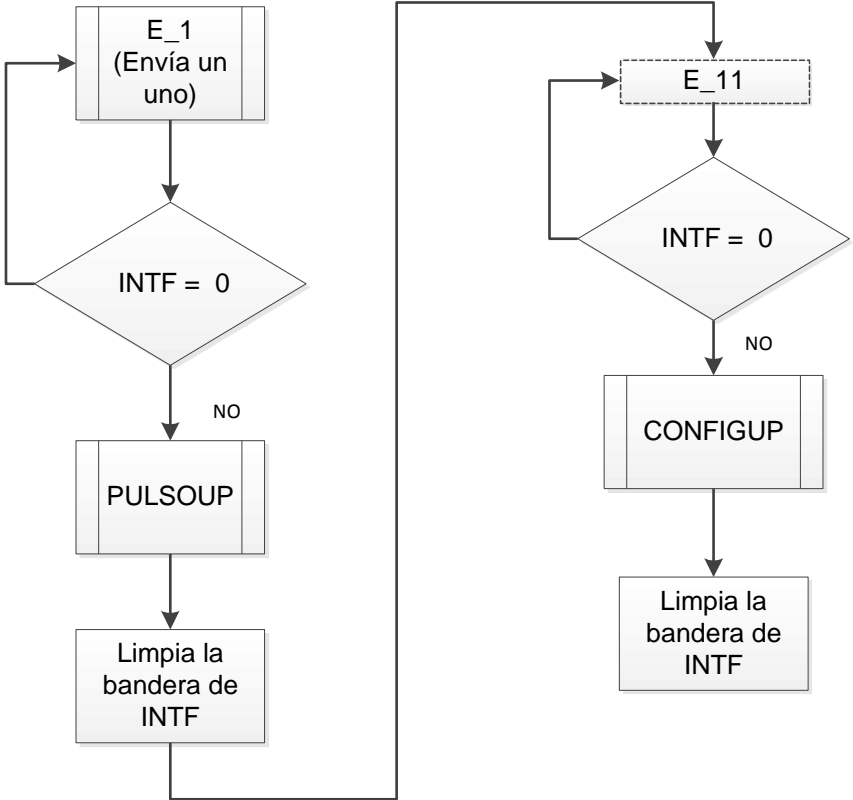 E_1
(Envía un
uno)
INTF = 0
NO
PULSOUP
Limpia la
bandera de
INTF
E_11
INTF = 0
NO
CONFIGUP
Limpia la
bandera de
INTF